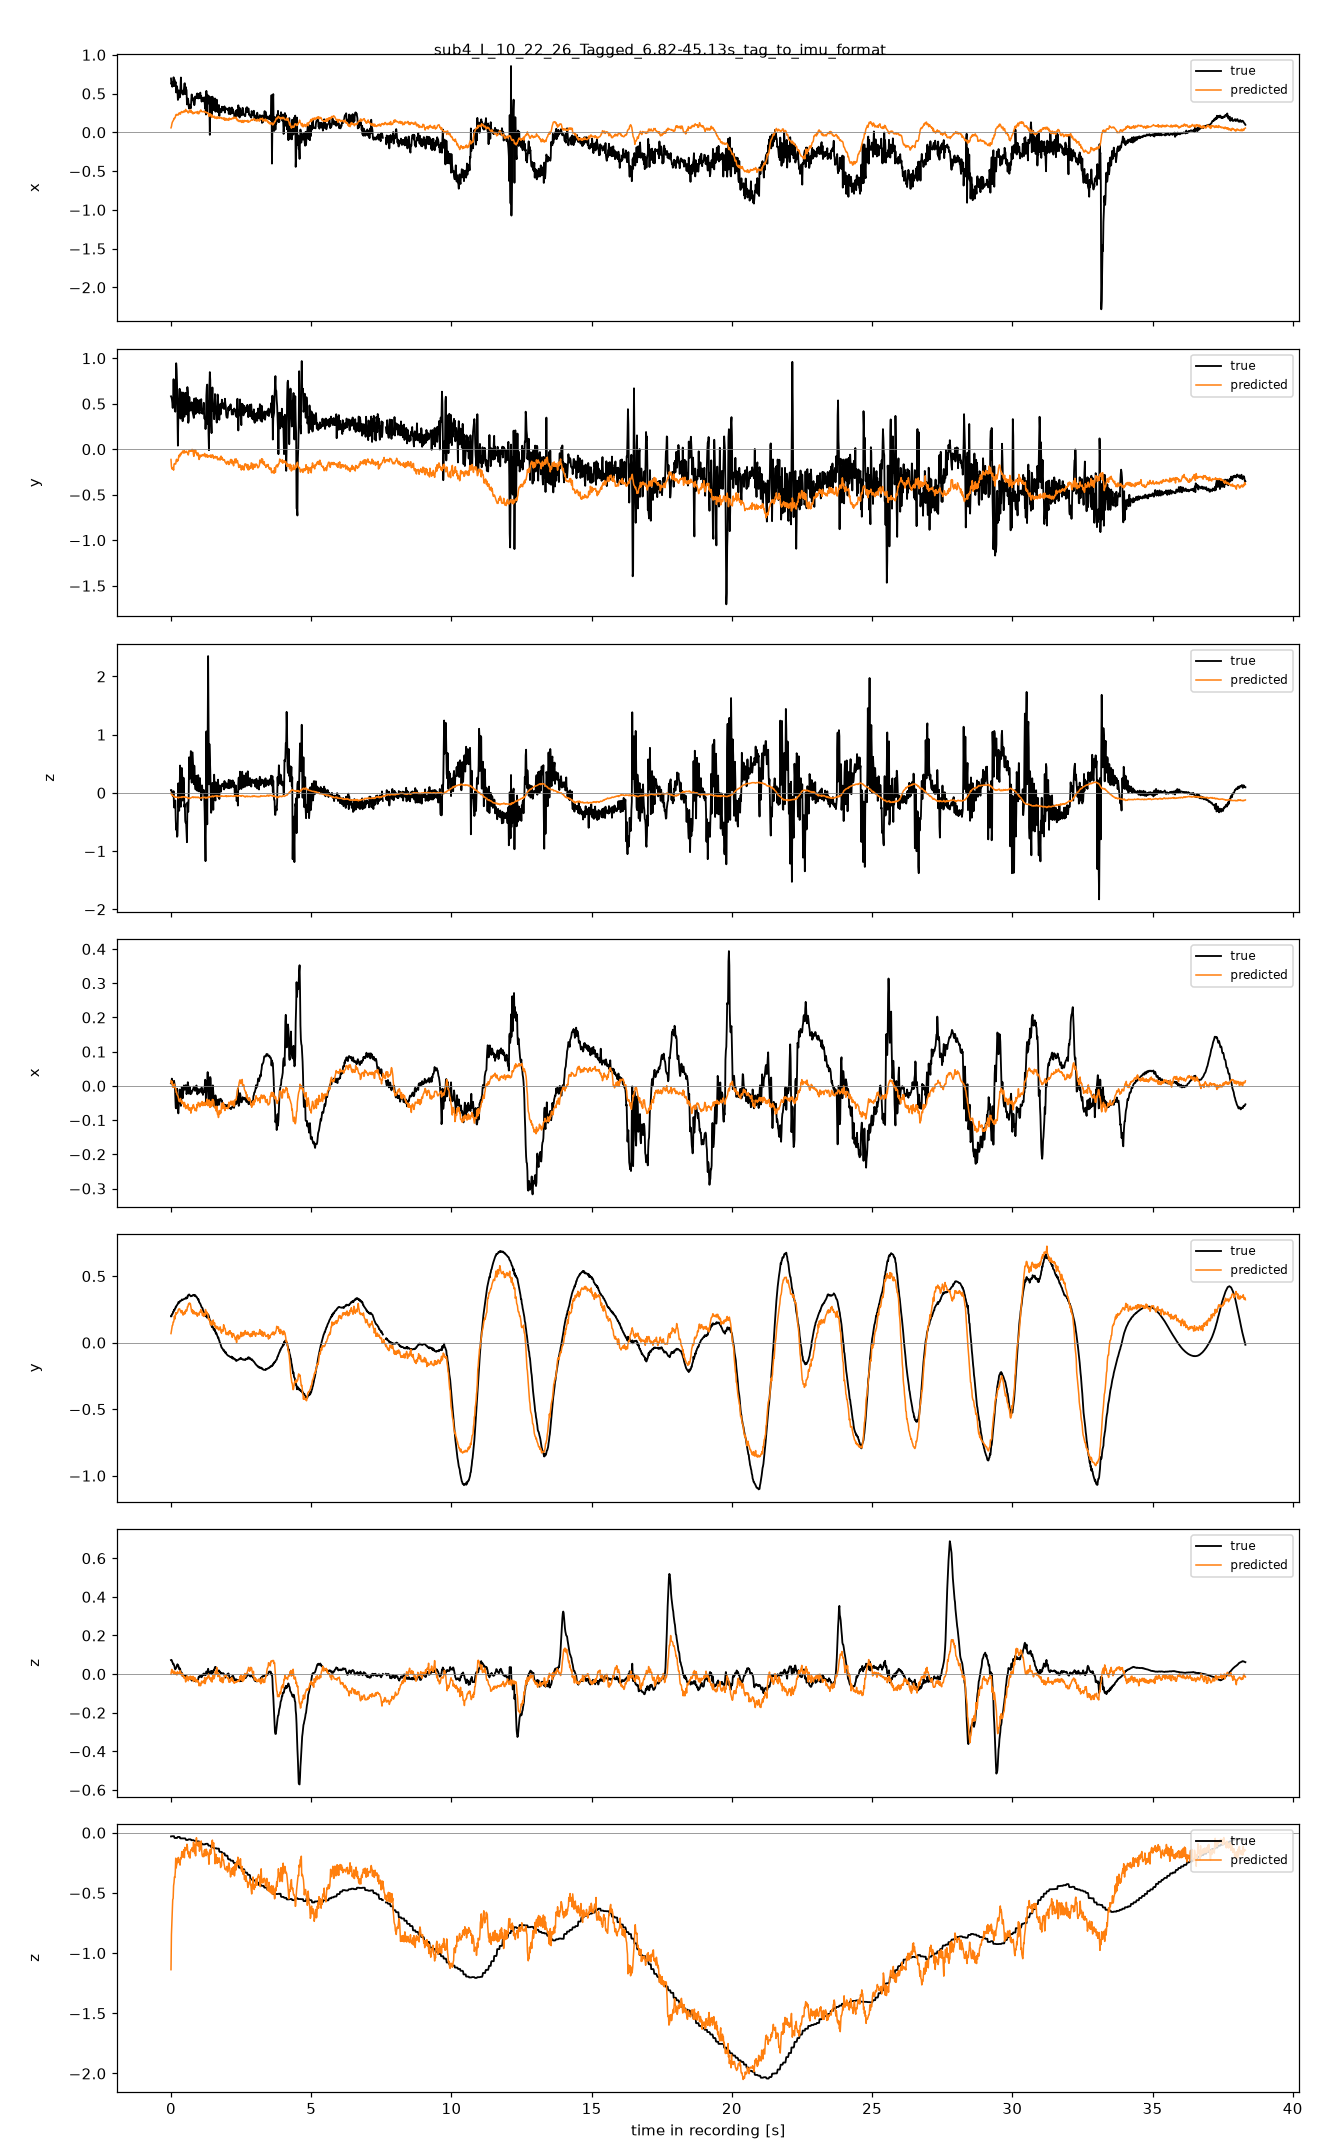 sub4_L_10_22_26_Tagged_6.82-45.13s_tag_to_imu_format
1.0
0.5
0.0
−0.5
−1.0
−1.5
−2.0
x
true
predicted
1.0
0.5
0.0
−0.5
−1.0
−1.5
y
true
predicted
2
1
0
−1
−2
z
true
predicted
0.4
0.3
0.2
0.1
0.0
−0.1
−0.2
−0.3
x
true
predicted
0.5
0.0
−0.5
−1.0
y
true
predicted
0.6
0.4
0.2
0.0
−0.2
−0.4
−0.6
z
true
predicted
0.0
−0.5
−1.0
−1.5
−2.0
z
true
predicted
0 5 10 15 20 25 30 35 40
time in recording [s]